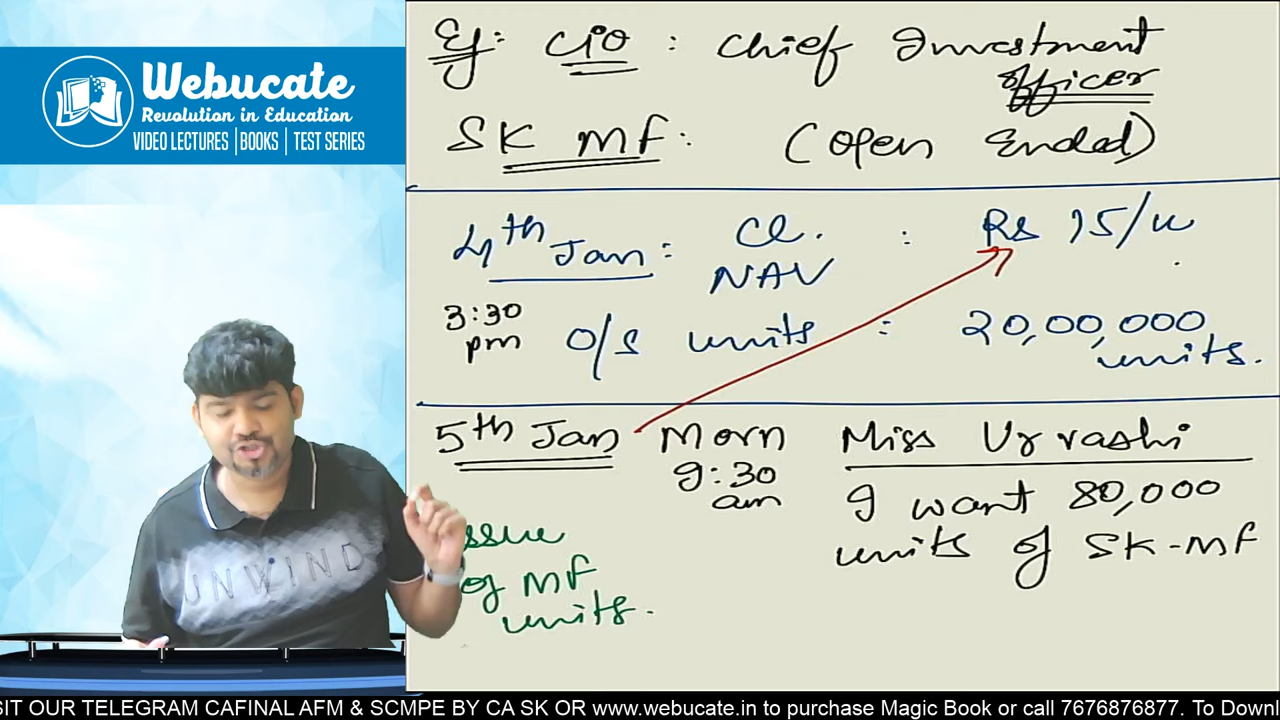 Webucate
Revolution in Education
VIDEO LECTURES | BOOKS | TEST SERIES
Eg: CIO : Chief Investment
officer
SK MF: (open Ended)
4th Jan: Cl. : Rs 15/u
NAV
3:30
pm
O/S units : 20,00,000
units.
5th Jan Morn Miss Urvashi
9:30
am
I want 80,000
units of SK-MF
ssue
of MF
units.
UNWIND
SIT OUR TELEGRAM CAFINAL AFM & SCMPE BY CA SK OR www.webucate.in to purchase Magic Book or call 7676876877. To Downl